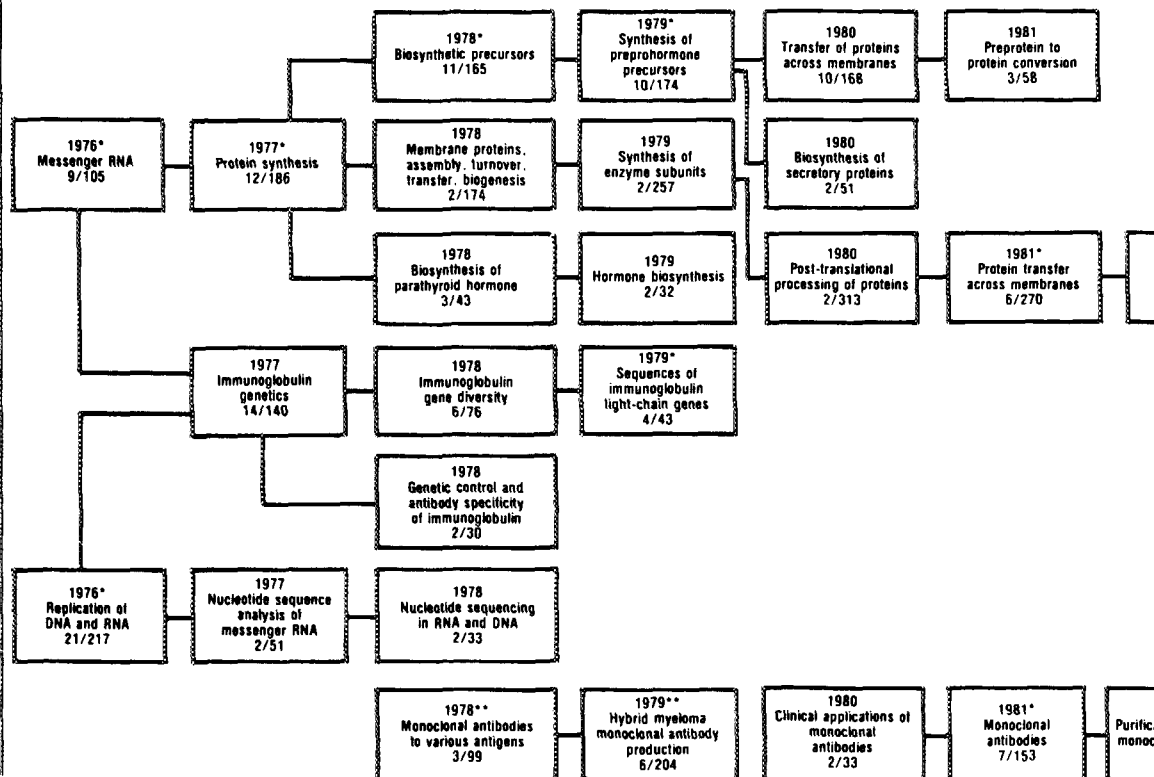 1978*
Biosynthetic precursors
11/165
1979*
Synthesis of
preprohormone
precursors
10/174
1980
Transfer of proteins
across membranes
10/168
1981
Preprotein to
protein conversion
3/58
1976*
Messenger RNA
9/105
1977*
Protein synthesis
12/186
1978
Membrane proteins,
assembly, turnover,
transfer, biogenesis
2/174
1979
Synthesis of
enzyme subunits
2/257
1980
Biosynthesis of
secretory proteins
2/51
1978
Biosynthesis of
parathyroid hormone
3/43
1979
Hormone biosynthesis
2/32
1980
Post-translational
processing of proteins
2/313
1981*
Protein transfer
across membranes
6/270
1977
Immunoglobulin
genetics
14/140
1978
Immunoglobulin
gene diversity
6/76
1979*
Sequences of
immunoglobulin
light-chain genes
4/43
1978
Genetic control and
antibody specificity
of immunoglobulin
2/30
1976*
Replication of
DNA and RNA
21/217
1977
Nucleotide sequence
analysis of
messenger RNA
2/51
1978
Nucleotide sequencing
in RNA and DNA
2/33
1978**
Monoclonal antibodies
to various antigens
3/99
1979**
Hybrid myeloma
monoclonal antibody
production
6/204
1980
Clinical applications of
monoclonal
antibodies
2/33
1981*
Monoclonal
antibodies
7/153
Purific
monoc